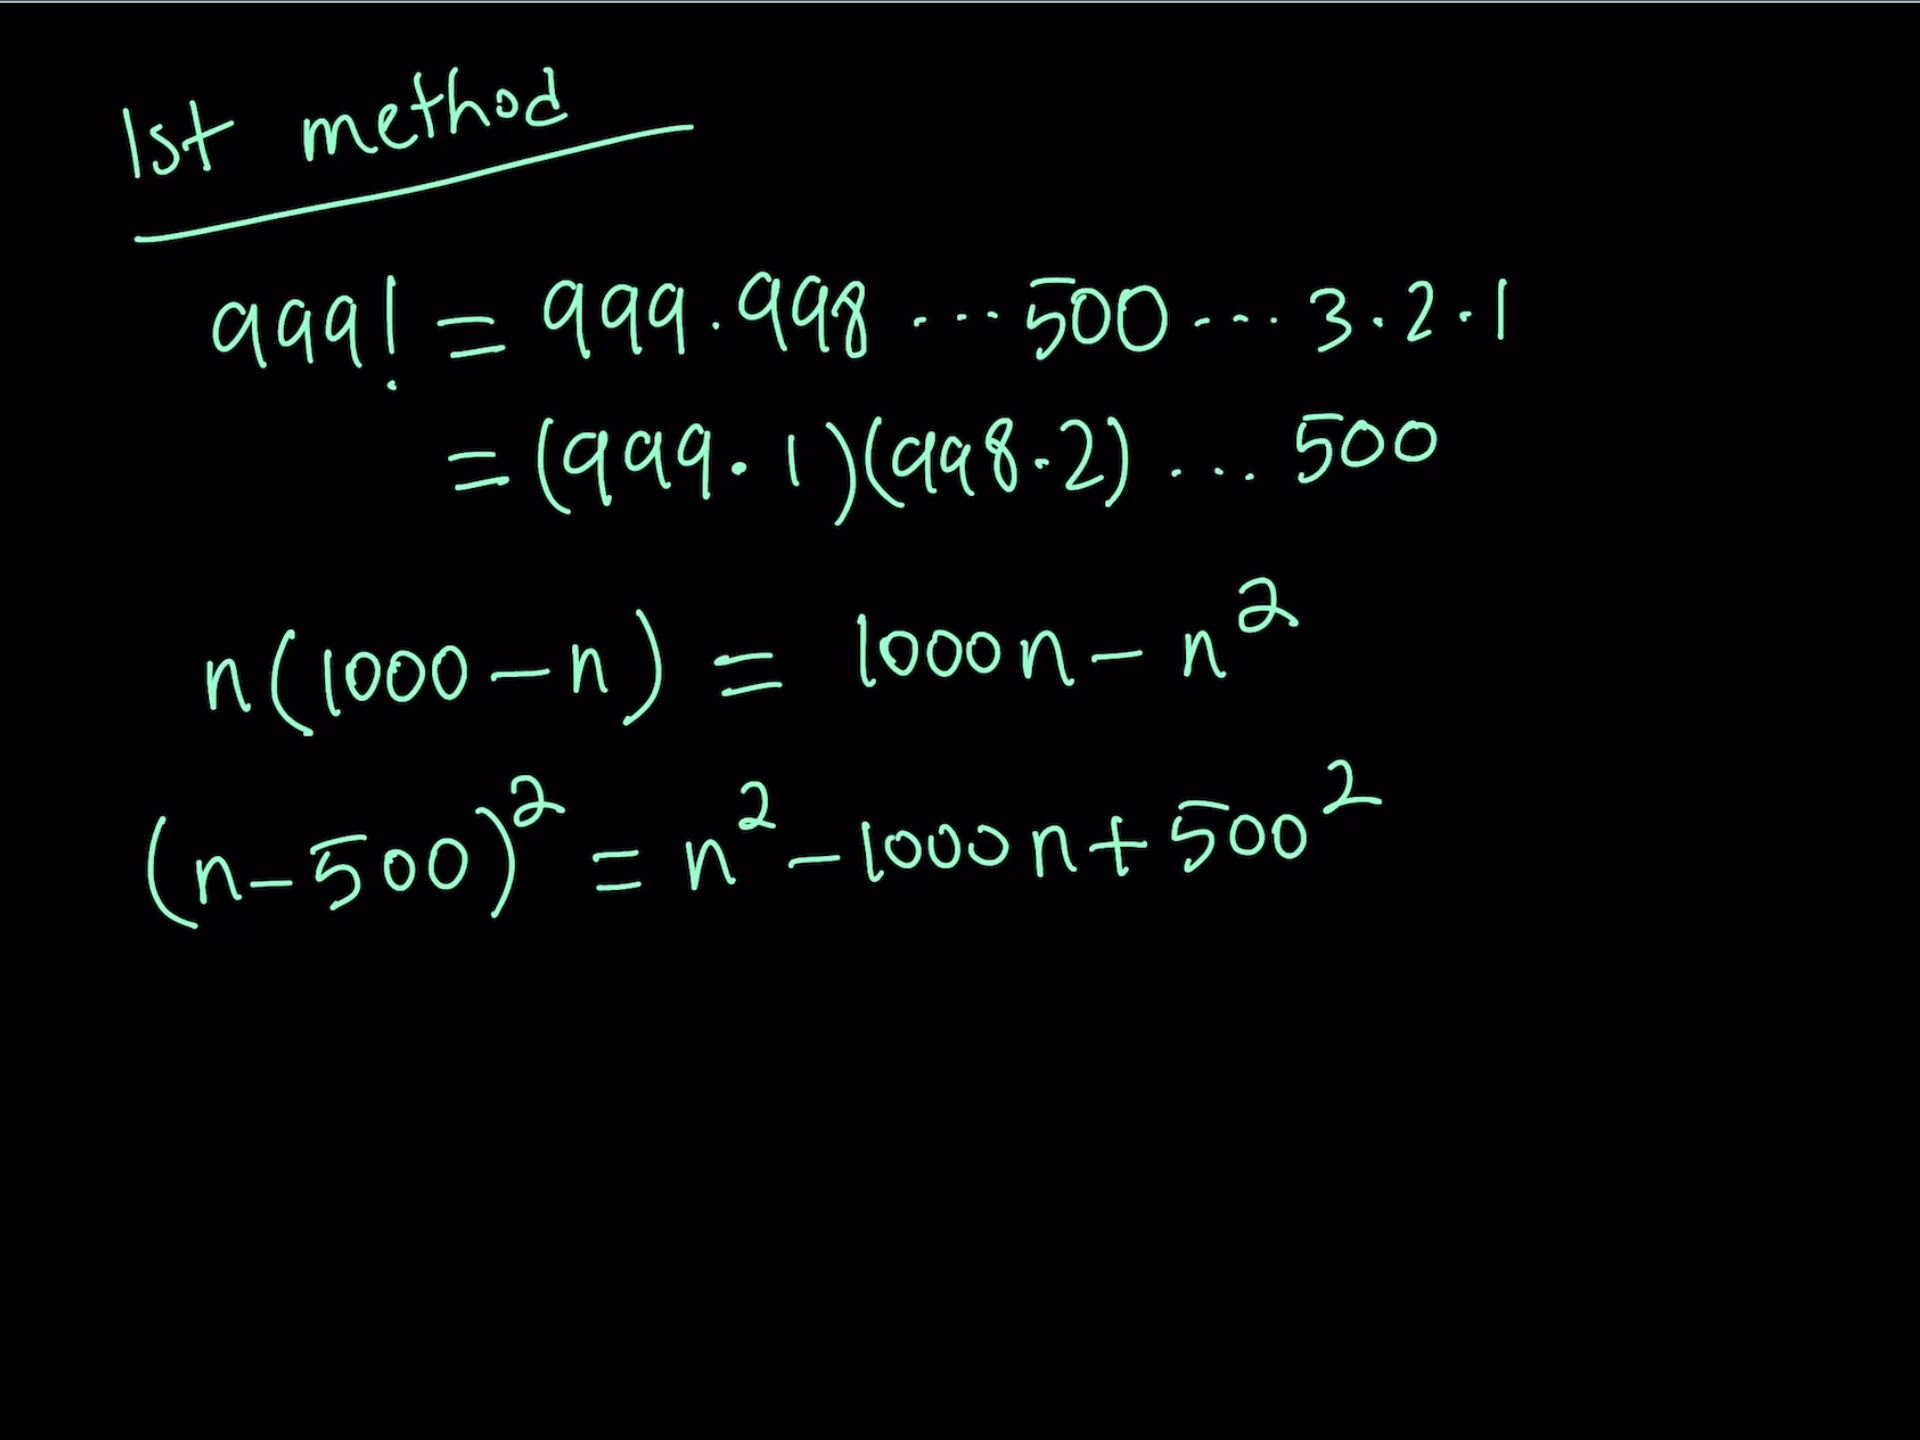 1st method
999! = 999.998 ... 500 ... 3.2.1
= (999.1)(998.2) ... 500
n(1000-n) = 1000n - n²
(n-500)² = n² - 1000n + 500²